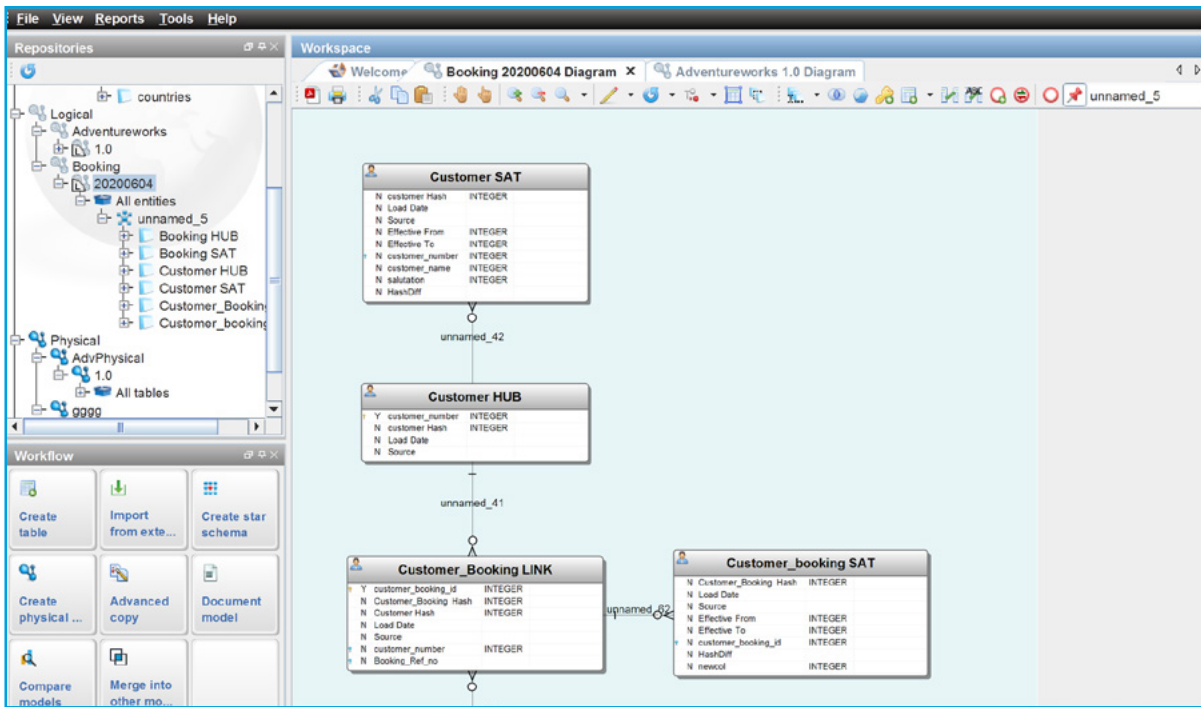 File View Reports Tools Help
Repositories
countries
Logical
Adventureworks
1.0
Booking
20200604
All entities
unnamed_5
Booking HUB
Booking SAT
Customer HUB
Customer SAT
Customer_Bookin
Customer_booking
Physical
AdvPhysical
1.0
All tables
gggg
Workflow
Create table
Import from exte...
Create star schema
Create physical ...
Advanced copy
Document model
Compare models
Merge into other mo...
Workspace
Welcome Booking 20200604 Diagram X Adventureworks 1.0 Diagram
unnamed_5
Customer SAT
N customer Hash INTEGER
N Load Date
N Source
N Effective From INTEGER
N Effective To INTEGER
N customer_number INTEGER
N customer_name INTEGER
N salutation INTEGER
N HashDiff
unnamed_42
Customer HUB
Y customer_number INTEGER
N customer Hash INTEGER
N Load Date
N Source
unnamed_41
Customer_Booking LINK
Y customer_booking_id INTEGER
N Customer_Booking Hash INTEGER
N Customer Hash INTEGER
N Load Date
N Source
N customer_number INTEGER
N Booking_Ref_no
unnamed_62
Customer_booking SAT
N Customer_Booking Hash INTEGER
N Load Date
N Source
N Effective From INTEGER
N Effective To INTEGER
N customer_booking_id INTEGER
N HashDiff
N newcol INTEGER